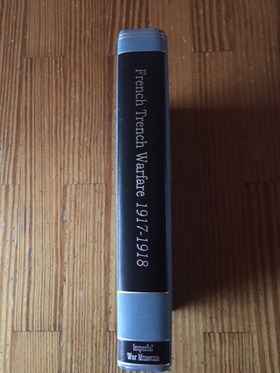 French Trench Warfare 1917-1918
Imperial
War Museum